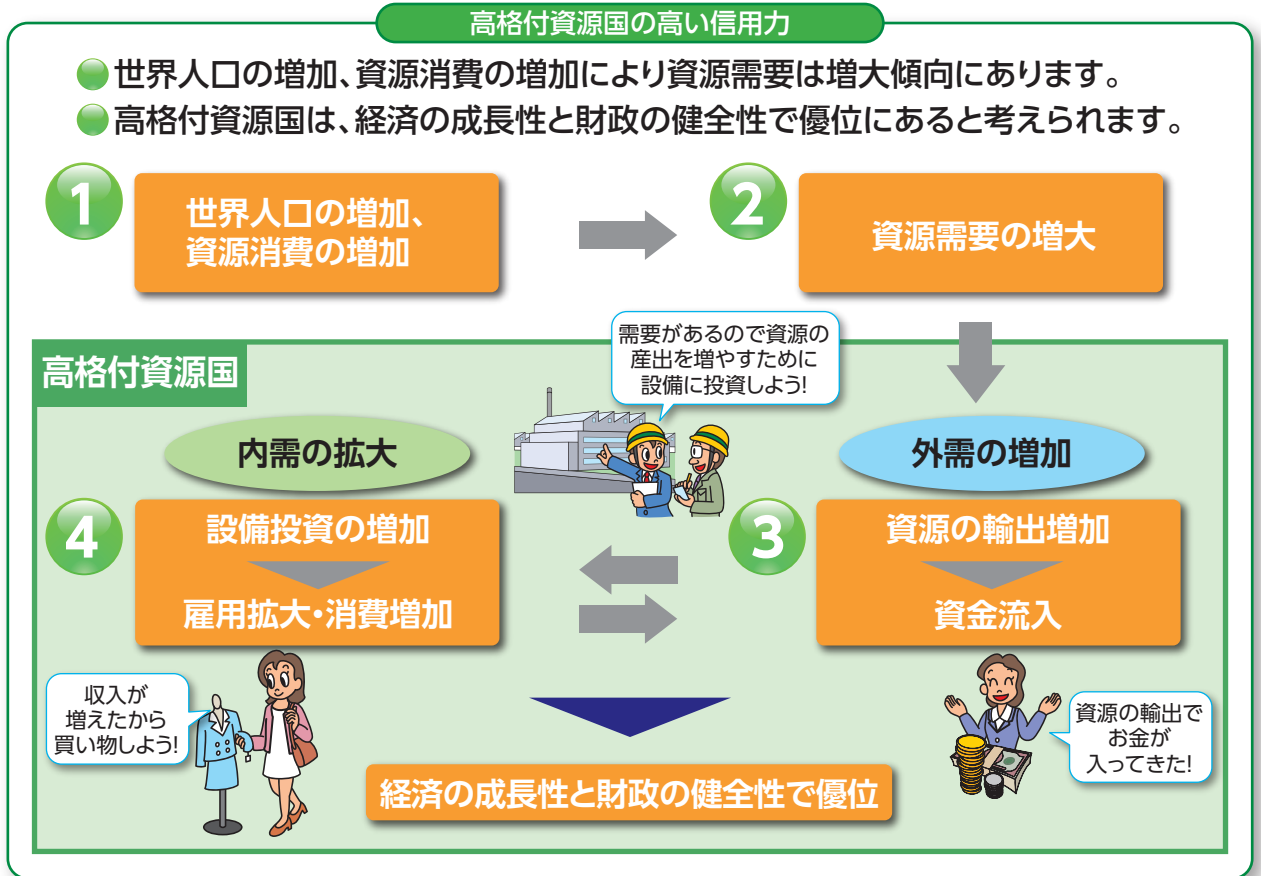 高格付資源国の高い信用力
世界人口の増加、資源消費の増加により資源需要は増大傾向にあります。
高格付資源国は、経済の成長性と財政の健全性で優位にあると考えられます。
1
世界人口の増加、
資源消費の増加
2
資源需要の増大
高格付資源国
需要があるので資源の
産出を増やすために
設備に投資しよう!
内需の拡大
外需の増加
4
設備投資の増加
雇用拡大・消費増加
3
資源の輸出増加
資金流入
収入が
増えたから
買い物しよう!
資源の輸出で
お金が
入ってきた!
経済の成長性と財政の健全性で優位